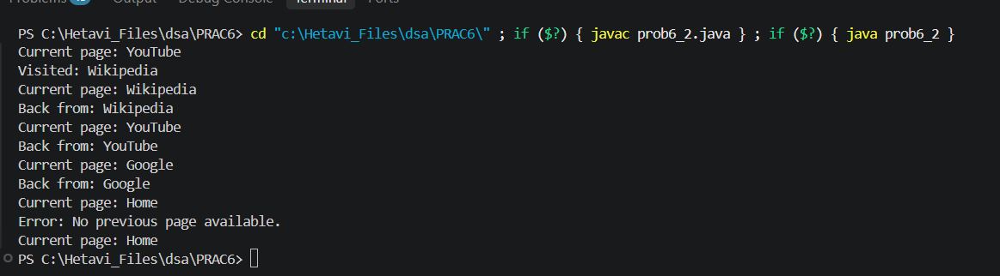 Problems
Output
Debug Console
Terminal
Ports
PS C:\Hetavi_Files\dsa\PRAC6> cd "c:\Hetavi_Files\dsa\PRAC6\" ; if ($?) { javac prob6_2.java } ; if ($?) { java prob6_2 }
Current page: YouTube
Visited: Wikipedia
Current page: Wikipedia
Back from: Wikipedia
Current page: YouTube
Back from: YouTube
Current page: Google
Back from: Google
Current page: Home
Error: No previous page available.
Current page: Home
PS C:\Hetavi_Files\dsa\PRAC6>